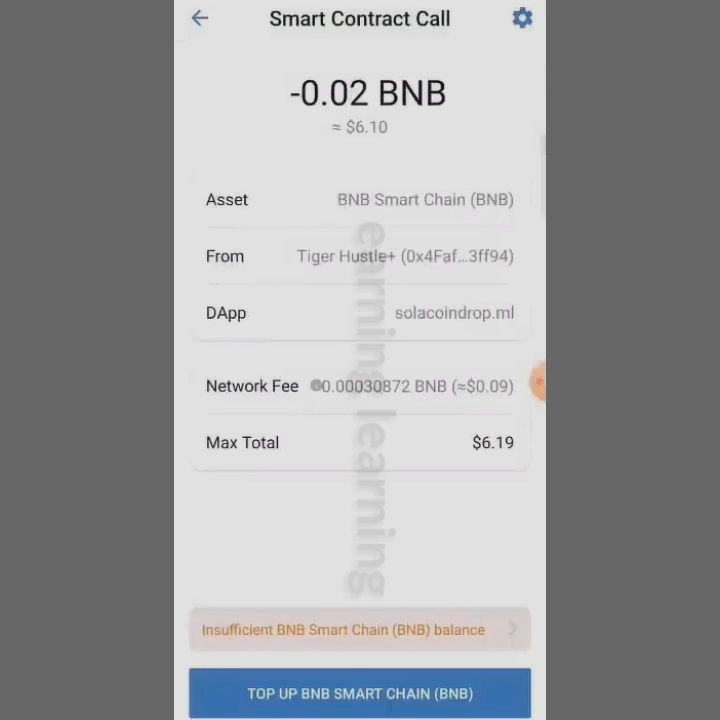 Smart Contract Call
-0.02 BNB
≈ $6.10
Asset BNB Smart Chain (BNB)
From Tiger Hustle+ (0x4Faf...3ff94)
DApp solacoindrop.ml
Network Fee 0.00030872 BNB (≈$0.09)
Max Total $6.19
earning learning
Insufficient BNB Smart Chain (BNB) balance
TOP UP BNB SMART CHAIN (BNB)